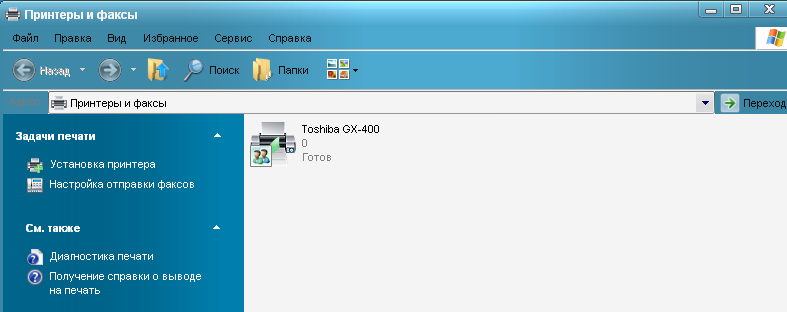 Принтеры и факсы
Файл Правка Вид Избранное Сервис Справка
Назад Поиск Папки
Принтеры и факсы Переход
Задачи печати
Установка принтера
Настройка отправки факсов
См. также
Диагностика печати
Получение справки о выводе
на печать
Toshiba GX-400
0
Готов